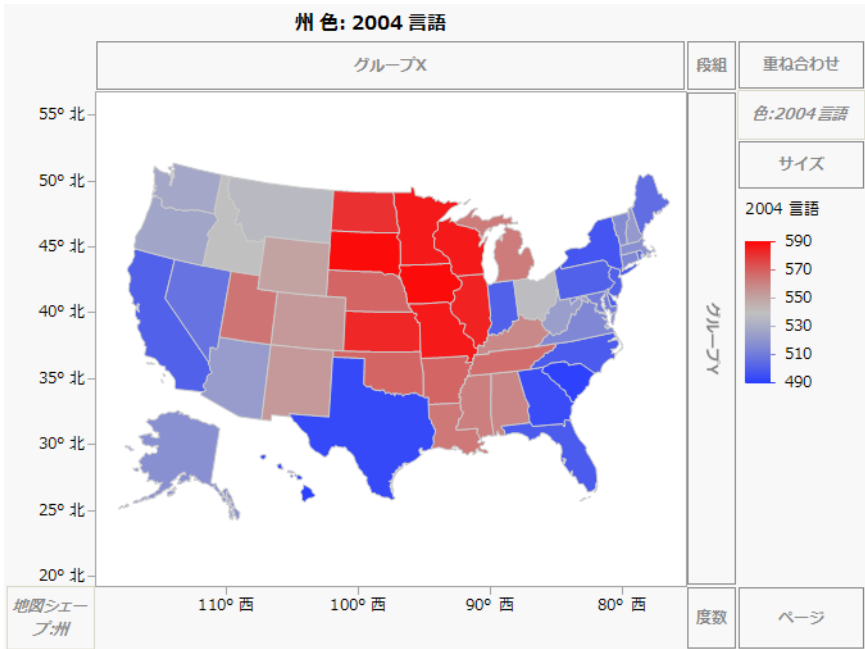 州 色: 2004 言語
グループX
段組
重ね合わせ
色:2004 言語
サイズ
2004 言語
590
570
550
530
510
490
55° 北
50° 北
45° 北
40° 北
35° 北
30° 北
25° 北
20° 北
グループY
110° 西
100° 西
90° 西
80° 西
地図シェー
プ:州
度数
ページ